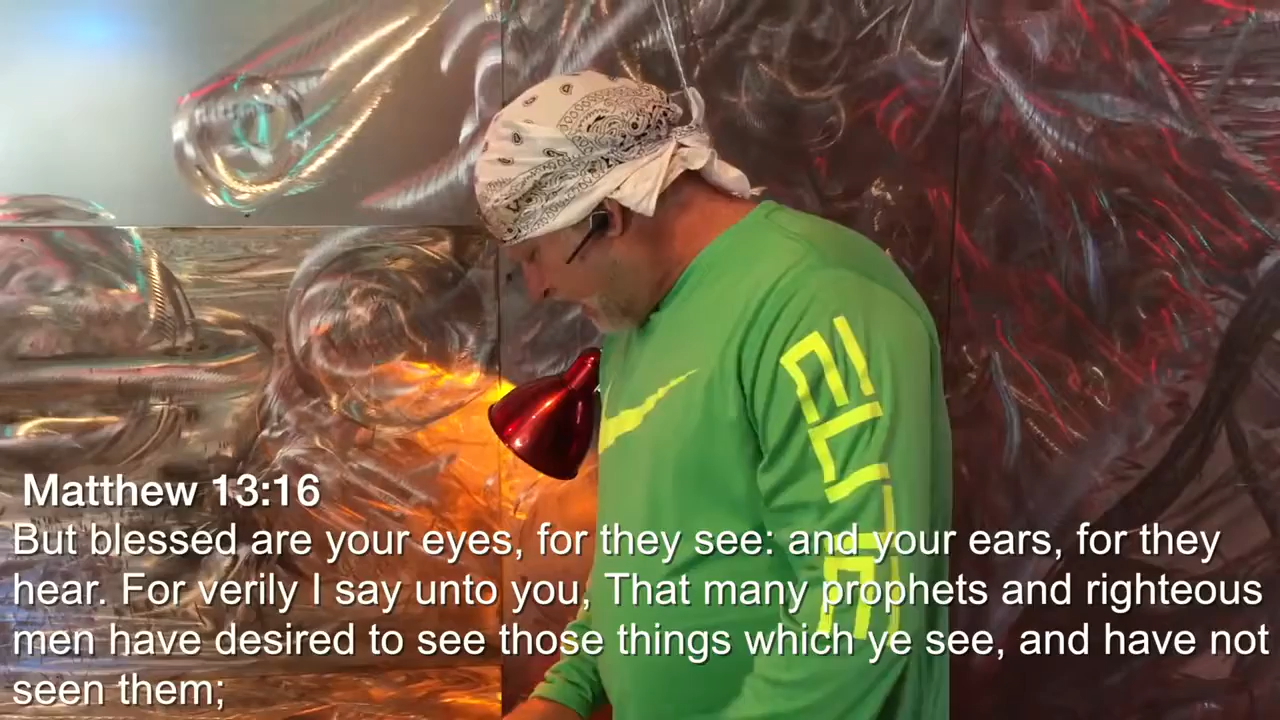 Matthew 13:16
But blessed are your eyes, for they see: and your ears, for they
hear. For verily I say unto you, That many prophets and righteous
men have desired to see those things which ye see, and have not
seen them;
ELITE